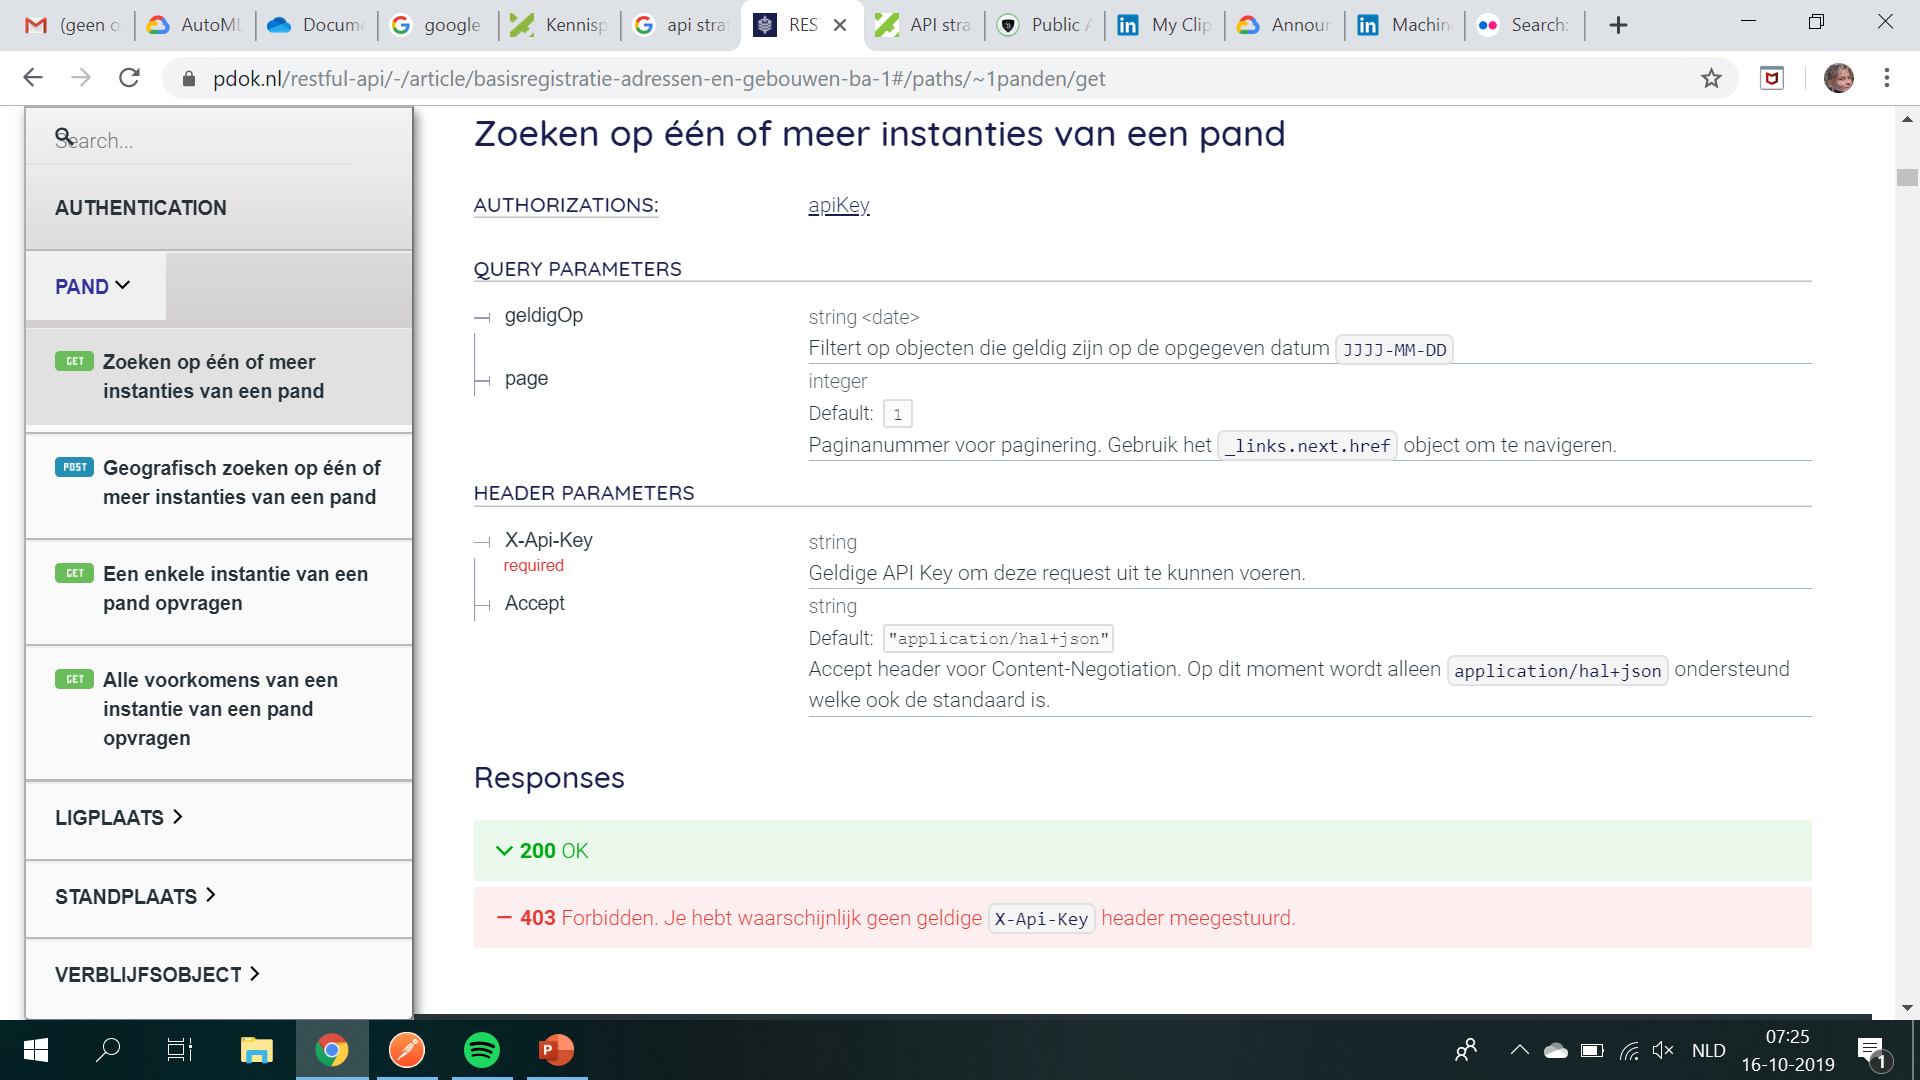 (geen o
AutoML
Docume
google
Kennisp
api stra
RES
API stra
Public A
My Clip
Announ
Machin
Search:
pdok.nl/restful-api/-/article/basisregistratie-adressen-en-gebouwen-ba-1#/paths/~1panden/get
Search...
AUTHENTICATION
PAND
GET Zoeken op één of meer
instanties van een pand
POST Geografisch zoeken op één of
meer instanties van een pand
GET Een enkele instantie van een
pand opvragen
GET Alle voorkomens van een
instantie van een pand
opvragen
LIGPLAATS
STANDPLAATS
VERBLIJFSOBJECT
Zoeken op één of meer instanties van een pand
AUTHORIZATIONS: apiKey
QUERY PARAMETERS
geldigOp
string <date>
Filtert op objecten die geldig zijn op de opgegeven datum JJJJ-MM-DD
page
integer
Default: 1
Paginanummer voor paginering. Gebruik het _links.next.href object om te navigeren.
HEADER PARAMETERS
X-Api-Key
required
string
Geldige API Key om deze request uit te kunnen voeren.
Accept
string
Default: "application/hal+json"
Accept header voor Content-Negotiation. Op dit moment wordt alleen application/hal+json ondersteund
welke ook de standaard is.
Responses
200 OK
403 Forbidden. Je hebt waarschijnlijk geen geldige X-Api-Key header meegestuurd.
NLD
07:25
16-10-2019
1